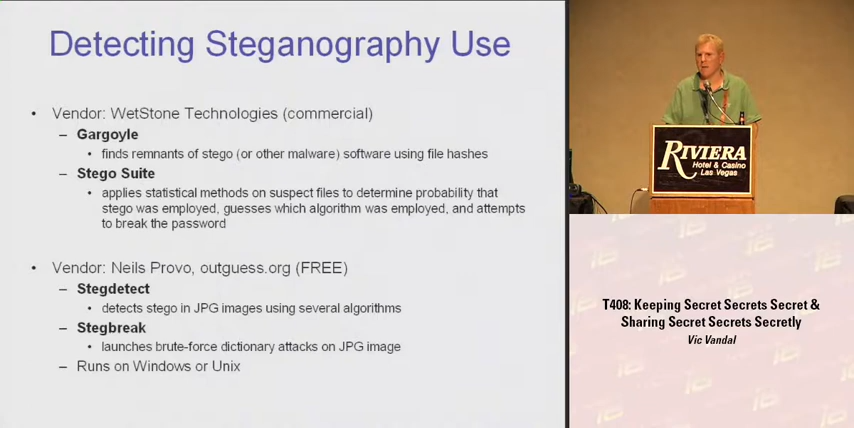 Detecting Steganography Use
• Vendor: WetStone Technologies (commercial)
– Gargoyle
• finds remnants of stego (or other malware) software using file hashes
– Stego Suite
• applies statistical methods on suspect files to determine probability that
stego was employed, guesses which algorithm was employed, and attempts
to break the password
• Vendor: Neils Provo, outguess.org (FREE)
– Stegdetect
• detects stego in JPG images using several algorithms
– Stegbreak
• launches brute-force dictionary attacks on JPG image
– Runs on Windows or Unix
RIVIERA
Hotel & Casino
Las Vegas
T408: Keeping Secret Secrets Secret &
Sharing Secret Secrets Secretly
Vic Vandal